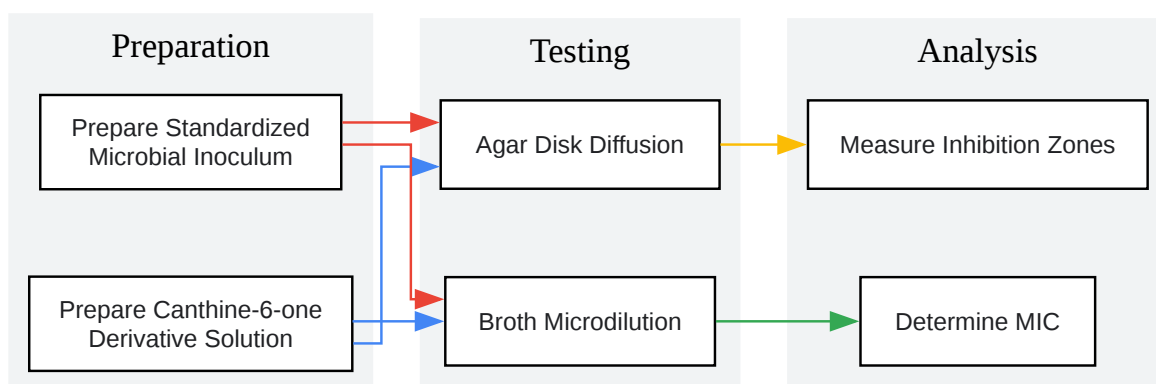 Preparation
Testing
Analysis
Prepare Standardized
Microbial Inoculum
Agar Disk Diffusion
Measure Inhibition Zones
Prepare Canthine-6-one
Derivative Solution
Broth Microdilution
Determine MIC